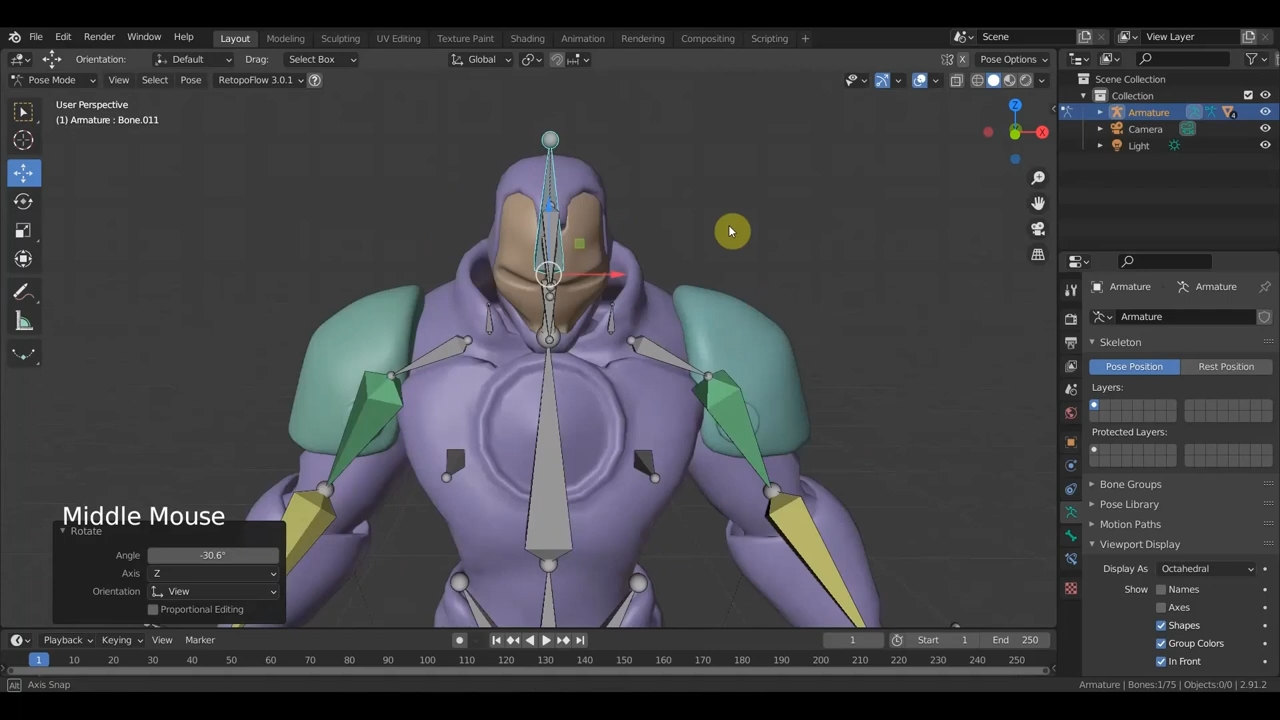 File Edit Render Window Help Layout Modeling Sculpting UV Editing Texture Paint Shading Animation Rendering Compositing Scripting + Scene View Layer
Orientation: Default Drag: Select Box Global X Pose Options
Pose Mode View Select Pose RetopoFlow 3.0.1 ?
User Perspective
(1) Armature : Bone.011
Z
X
Scene Collection
Collection
Armature 4
Camera
Light
Armature Armature
Armature
Skeleton
Pose Position Rest Position
Layers:
Protected Layers:
Bone Groups
Pose Library
Motion Paths
Viewport Display
Display As Octahedral
Show Names
Axes
Shapes
Group Colors
In Front
Middle Mouse
Rotate
Angle -30.6°
Axis Z
Orientation View
Proportional Editing
Playback Keying View Marker 1 Start 1 End 250
1 10 20 30 40 50 60 70 80 90 100 110 120 130 140 150 160 170 180 190 200 210 220 230 240 250
Alt Axis Snap Armature | Bones:1/75 | Objects:0/0 | 2.91.2